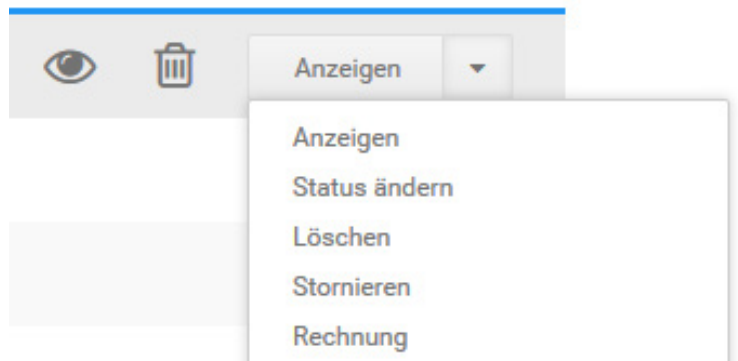 Anzeigen
Anzeigen
Status ändern
Löschen
Stornieren
Rechnung